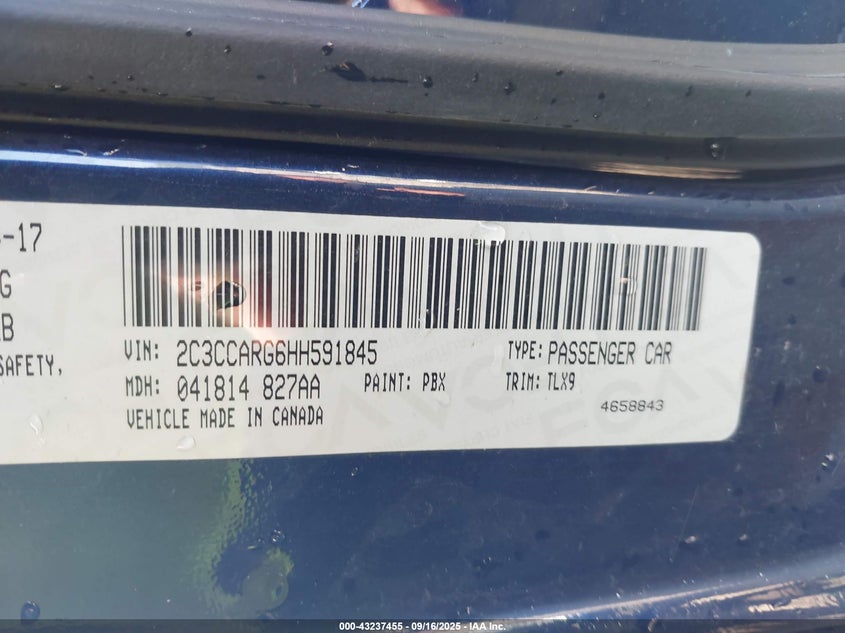 -17
G
B
SAFETY,
VIN: 2C3CCARG6HH591845 TYPE: PASSENGER CAR
MDH: 041814 827AA PAINT: PBX TRIM: TLX9
VEHICLE MADE IN CANADA 4658843
000-43237455 - 09/16/2025 - IAA Inc.